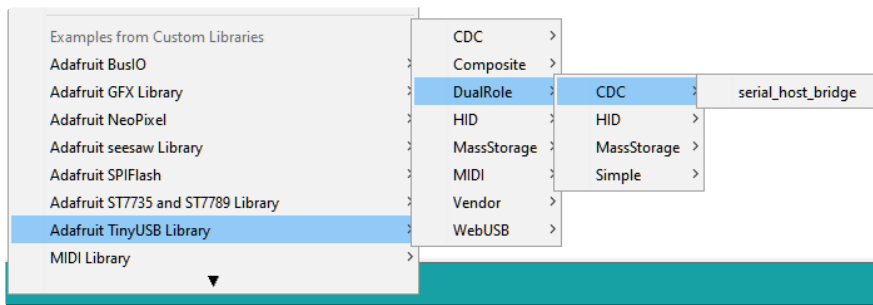 Examples from Custom Libraries
Adafruit BusIO
Adafruit GFX Library
Adafruit NeoPixel
Adafruit seesaw Library
Adafruit SPIFlash
Adafruit ST7735 and ST7789 Library
Adafruit TinyUSB Library
MIDI Library
CDC
Composite
DualRole
HID
MassStorage
MIDI
Vendor
WebUSB
CDC
HID
MassStorage
Simple
serial_host_bridge